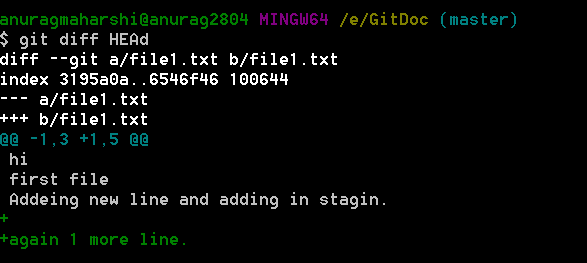 anuragmaharshi@anurag2804 MINGW64 /e/GitDoc (master)
$ git diff HEAd
diff --git a/file1.txt b/file1.txt
index 3195a0a..6546f46 100644
--- a/file1.txt
+++ b/file1.txt
@@ -1,3 +1,5 @@
 hi
 first file
 Addeing new line and adding in stagin.
+
+again 1 more line.